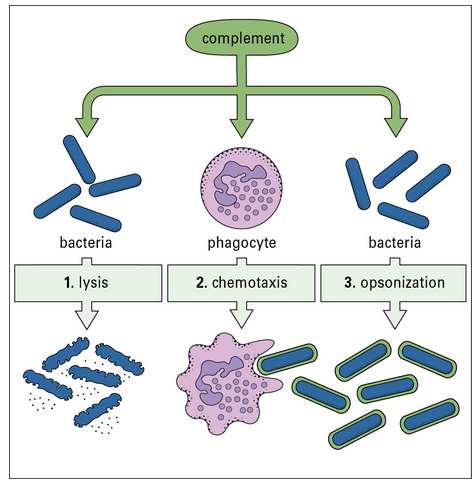 complement
bacteria
phagocyte
bacteria
1. lysis
2. chemotaxis
3. opsonization